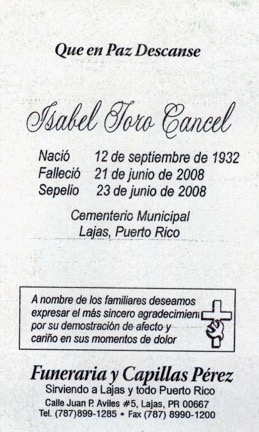 Que en Paz Descanse
Isabel Toro Cancel
Nació 12 de septiembre de 1932
Falleció 21 de junio de 2008
Sepelio 23 de junio de 2008
Cementerio Municipal
Lajas, Puerto Rico
A nombre de los familiares deseamos
expresar el más sincero agradecimien
por su demostración de afecto y
cariño en sus momentos de dolor
Funeraria y Capillas Pérez
Sirviendo a Lajas y todo Puerto Rico
Calle Juan P. Aviles #5, Lajas, PR 00667
Tel. (787)899-1285 • Fax (787) 8990-1200